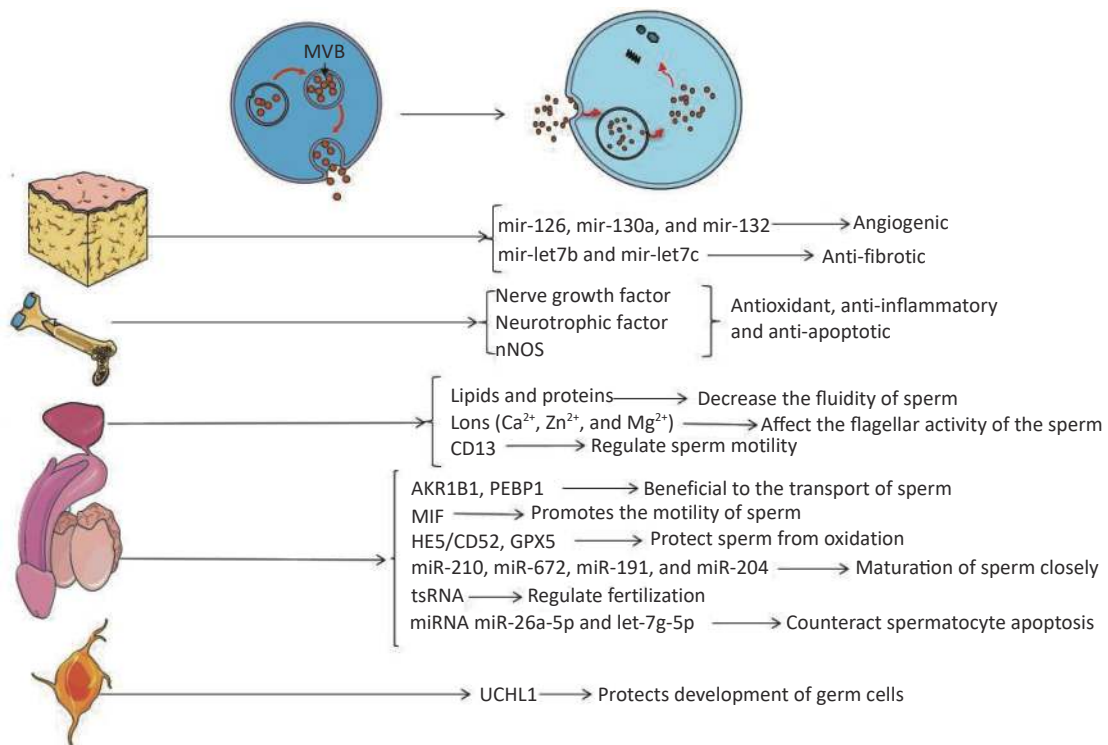 MVB
mir-126, mir-130a, and mir-132 Angiogenic
mir-let7b and mir-let7c Anti-fibrotic
Nerve growth factor
Neurotrophic factor
nNOS
Antioxidant, anti-inflammatory
and anti-apoptotic
Lipids and proteins Decrease the fluidity of sperm
Lons (Ca²⁺, Zn²⁺, and Mg²⁺) Affect the flagellar activity of the sperm
CD13 Regulate sperm motility
AKR1B1, PEBP1 Beneficial to the transport of sperm
MIF Promotes the motility of sperm
HE5/CD52, GPX5 Protect sperm from oxidation
miR-210, miR-672, miR-191, and miR-204 Maturation of sperm closely
tsRNA Regulate fertilization
miRNA miR-26a-5p and let-7g-5p Counteract spermatocyte apoptosis
UCHL1 Protects development of germ cells